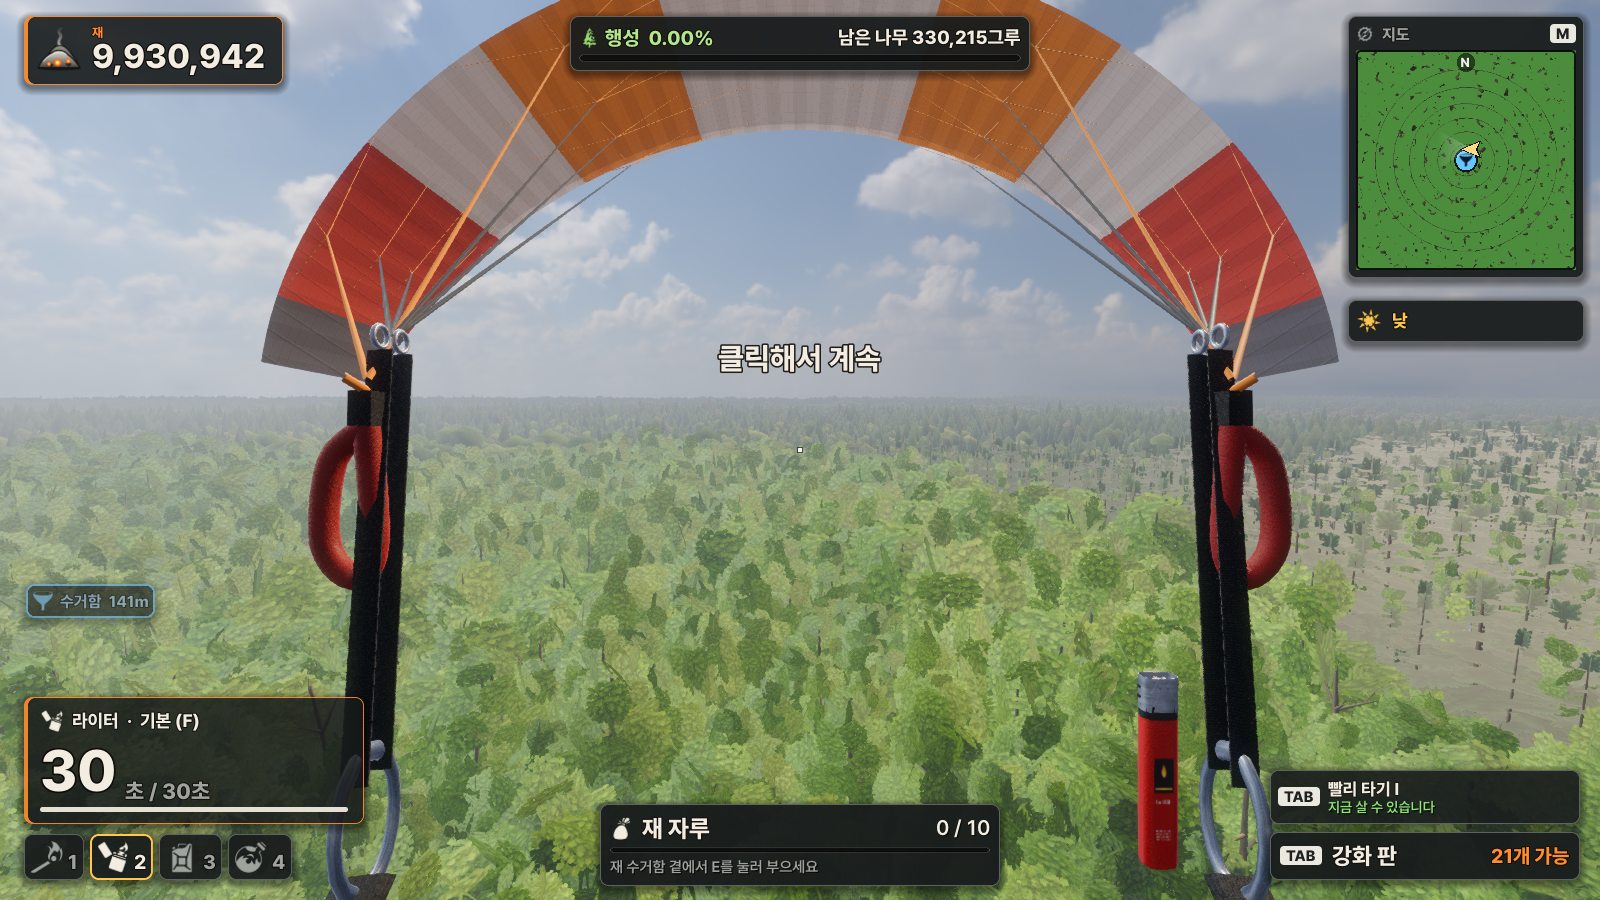 재
9,930,942
행성 0.00%
남은 나무 330,215그루
지도
M
N
낮
클릭해서 계속
수거함 141m
라이터 · 기본 (F)
30 초 / 30초
1
2
3
4
재 자루
0 / 10
재 수거함 곁에서 E를 눌러 부으세요
TAB
빨리 타기 I
지금 살 수 있습니다
TAB
강화 판
21개 가능